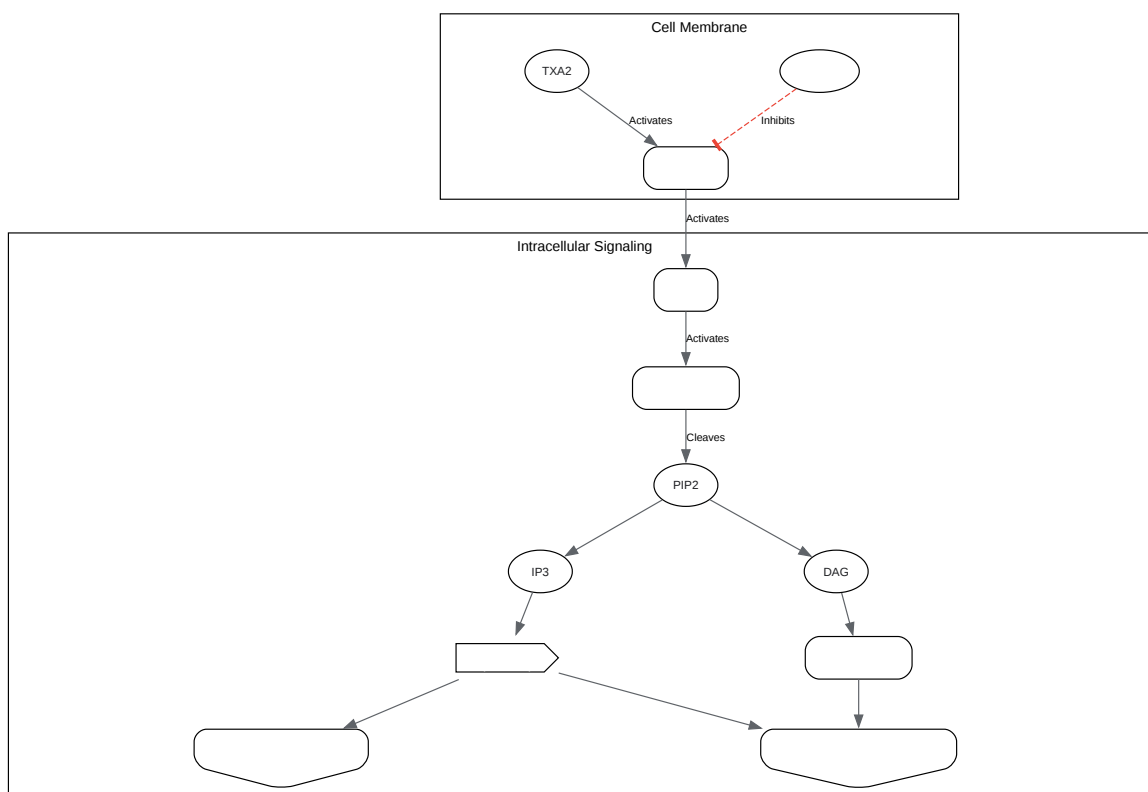 Cell Membrane
TXA2
Activates
Inhibits
Activates
Intracellular Signaling
Activates
Cleaves
PIP2
IP3
DAG